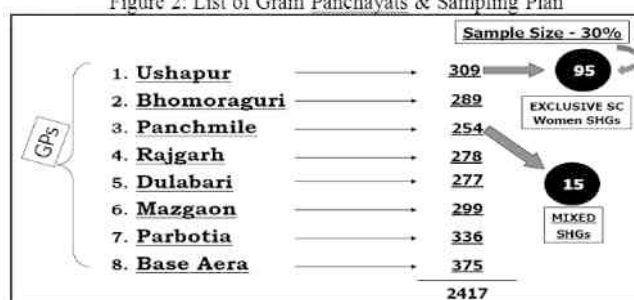 Figure 2: List of Gram Panchayats & Sampling Plan
Sample Size - 30%
GPs
1. Ushapur 309 95
2. Bhomoraguri 289
EXCLUSIVE SC
Women SHGs
3. Panchmile 254
4. Rajgarh 278
5. Dulabari 277 15
6. Mazgaon 299
MIXED
SHGs
7. Parbotia 336
8. Base Aera 375
2417